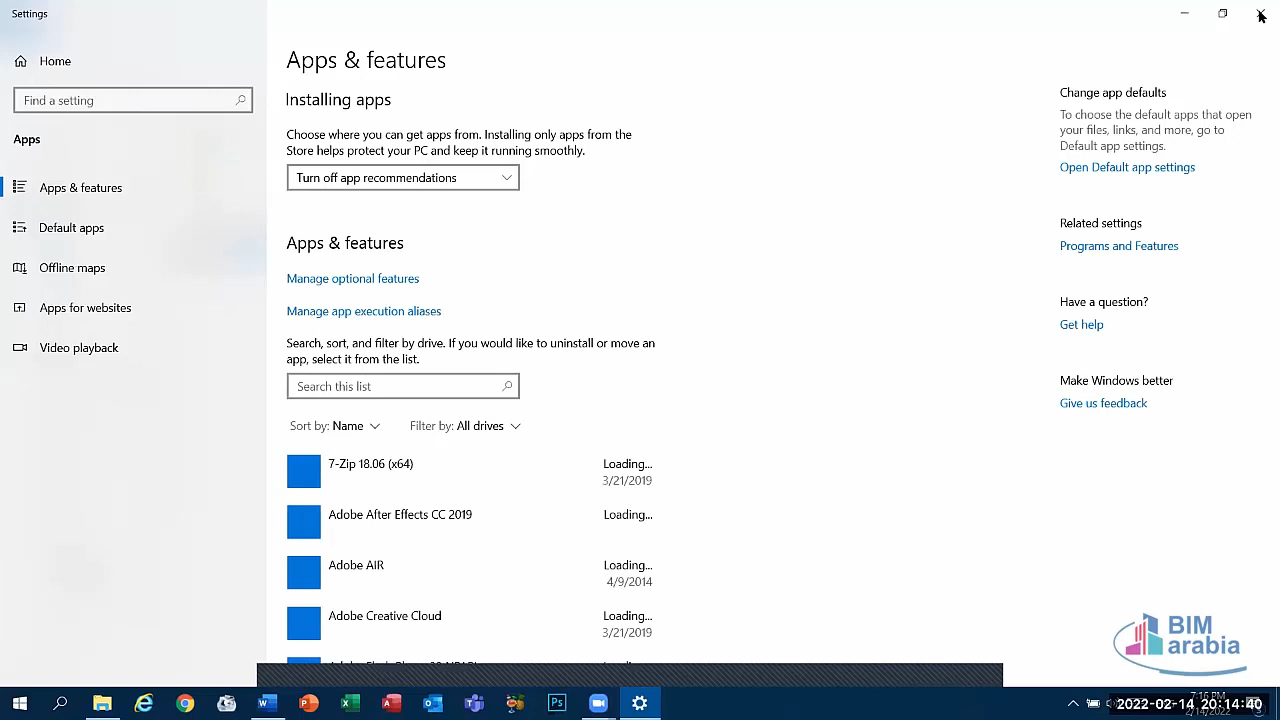 Settings
Home
Find a setting
Apps
Apps & features
Default apps
Offline maps
Apps for websites
Video playback
Apps & features
Installing apps
Choose where you can get apps from. Installing only apps from the
Store helps protect your PC and keep it running smoothly.
Turn off app recommendations
Apps & features
Manage optional features
Manage app execution aliases
Search, sort, and filter by drive. If you would like to uninstall or move an
app, select it from the list.
Search this list
Sort by: Name
Filter by: All drives
7-Zip 18.06 (x64)
Loading...
3/21/2019
Adobe After Effects CC 2019
Loading...
Adobe AIR
Loading...
4/9/2014
Adobe Creative Cloud
Loading...
3/21/2019
Change app defaults
To choose the default apps that open
your files, links, and more, go to
Default app settings.
Open Default app settings
Related settings
Programs and Features
Have a question?
Get help
Make Windows better
Give us feedback
BIM
arabia
7:16 PM
2022-02-14, 20:14:40
2/14/2022